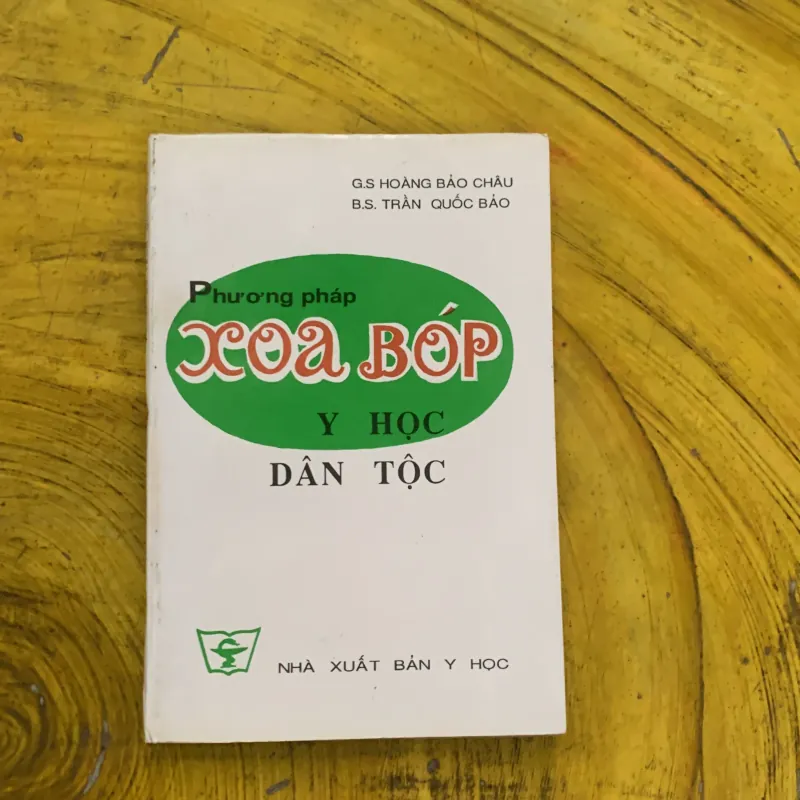 G.S HOÀNG BẢO CHÂU
B.S. TRẦN QUỐC BẢO
Phương pháp
XOA BÓP
Y HỌC
DÂN TỘC
NHÀ XUẤT BẢN Y HỌC